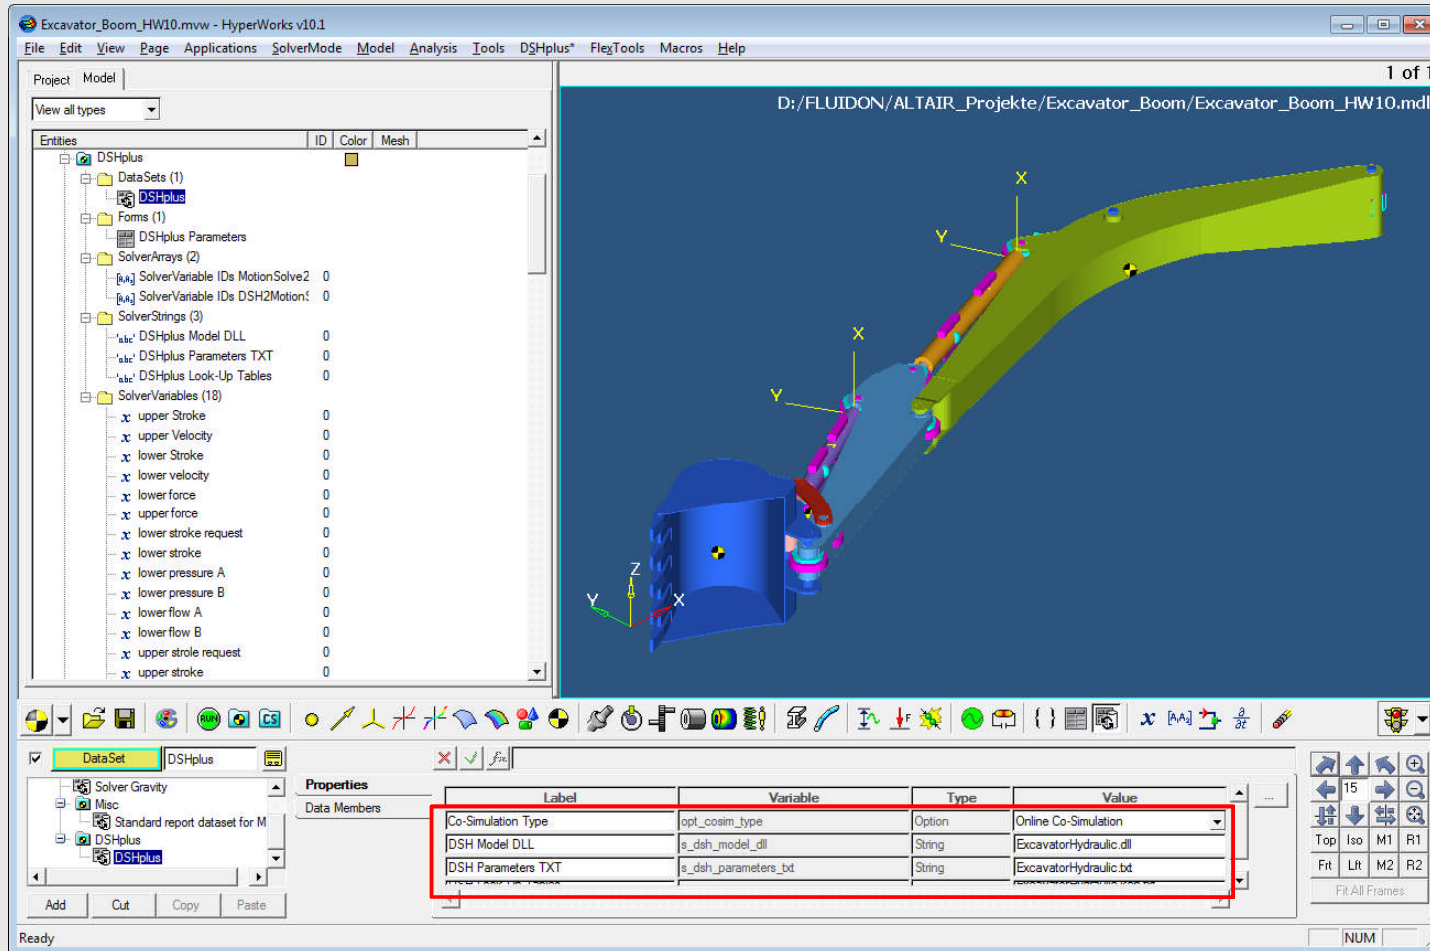 Excavator_Boom_HW10.mvw - HyperWorks v10.1
File Edit View Page Applications SolverMode Model Analysis Tools DSHplus* FlexTools Macros Help
Project Model
1 of 1
View all types
D:/FLUIDON/ALTAIR_Projekte/Excavator_Boom/Excavator_Boom_HW10.mdl
Entities ID Color Mesh
DSHplus
DataSets (1)
DSHplus
Forms (1)
DSHplus Parameters
SolverArrays (2)
SolverVariable IDs MotionSolve2 0
SolverVariable IDs DSH2MotionS 0
SolverStrings (3)
DSHplus Model DLL 0
DSHplus Parameters TXT 0
DSHplus Look-Up Tables 0
SolverVariables (18)
x upper Stroke 0
x upper Velocity 0
x lower Stroke 0
x lower velocity 0
x lower force 0
x upper force 0
x lower stroke request 0
x lower stroke 0
x lower pressure A 0
x lower pressure B 0
x lower flow A 0
x lower flow B 0
x upper strole request 0
x upper stroke 0
X
Y
X
Y
Z
Y X
RUN CS
DataSet DSHplus
Solver Gravity
Misc
Standard report dataset for M
DSHplus
DSHplus
Add Cut Copy Paste
Properties
Data Members
Label Variable Type Value
Co-Simulation Type opt_cosim_type Option Online Co-Simulation
DSH Model DLL s_dsh_model_dll String ExcavatorHydraulic.dll
DSH Parameters TXT s_dsh_parameters_txt String ExcavatorHydraulic.txt
...
15
Top Iso M1 R1
Frt Lft M2 R2
Fit All Frames
Ready
NUM